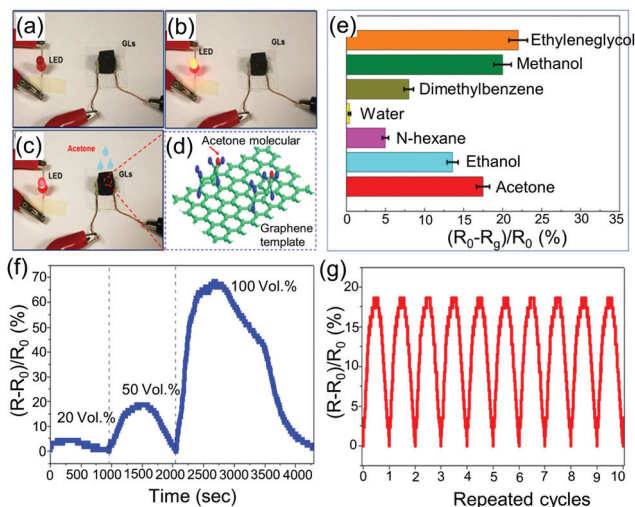 (a)
GLs
LED
(b)
GLs
LED
(c)
Acetone
GLs
LED
(d)
Acetone molecular
Graphene
template
(e)
Ethyleneglycol
Methanol
Dimethylbenzene
Water
N-hexane
Ethanol
Acetone
0 5 10 15 20 25 30 35
(R0-Rg)/R0 (%)
(f)
70
60
50
40
30
20
10
0
(R-R0)/R0 (%)
20 Vol.%
50 Vol.%
100 Vol.%
0 500 1000 1500 2000 2500 3000 3500 4000
Time (sec)
(g)
20
15
10
5
0
(R-R0)/R0 (%)
0 1 2 3 4 5 6 7 8 9 10
Repeated cycles